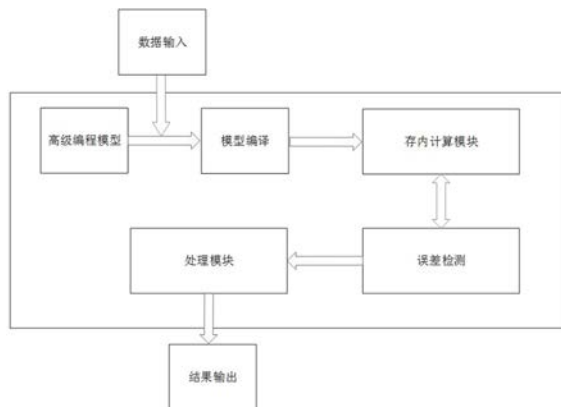 数据输入
高级编程模型
模型编译
存内计算模块
处理模块
误差检测
结果输出